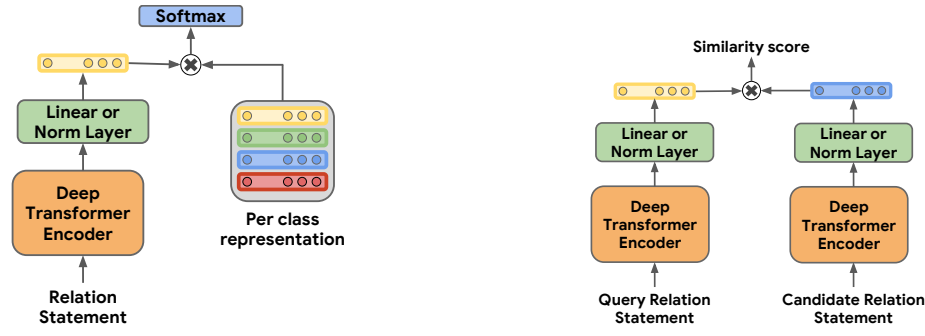 Softmax
Linear or
Norm Layer
Deep
Transformer
Encoder
Relation
Statement
Per class
representation
Similarity score
Linear or
Norm Layer
Deep
Transformer
Encoder
Query Relation
Statement
Linear or
Norm Layer
Deep
Transformer
Encoder
Candidate Relation
Statement